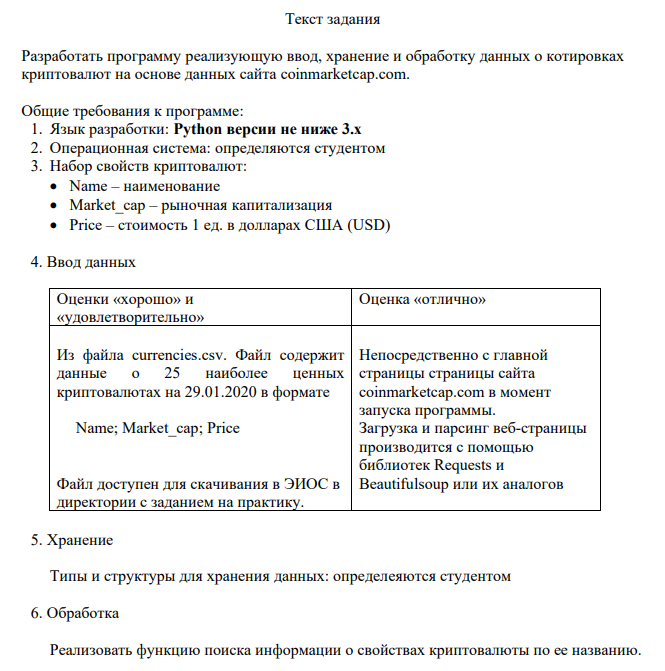 Текст задания
Разработать программу реализующую ввод, хранение и обработку данных о котировках
криптовалют на основе данных сайта coinmarketcap.com.
Общие требования к программе:
1. Язык разработки: Python версии не ниже 3.x
2. Операционная система: определяются студентом
3. Набор свойств криптовалют:
• Name – наименование
• Market_cap – рыночная капитализация
• Price – стоимость 1 ед. в долларах США (USD)
4. Ввод данных
Оценки «хорошо» и
«удовлетворительно»
Из файла currencies.csv. Файл содержит
данные о 25 наиболее ценных
криптовалютах на 29.01.2020 в формате
Name; Market_cap; Price
Файл доступен для скачивания в ЭИОС в
директории с заданием на практику.
Оценка «отлично»
Непосредственно с главной
страницы страницы сайта
coinmarketcap.com в момент
запуска программы.
Загрузка и парсинг веб-страницы
производится с помощью
библиотек Requests и
Beautifulsoup или их аналогов
5. Хранение
Типы и структуры для хранения данных: определеяются студентом
6. Обработка
Реализовать функцию поиска информации о свойствах криптовалюты по ее названию.